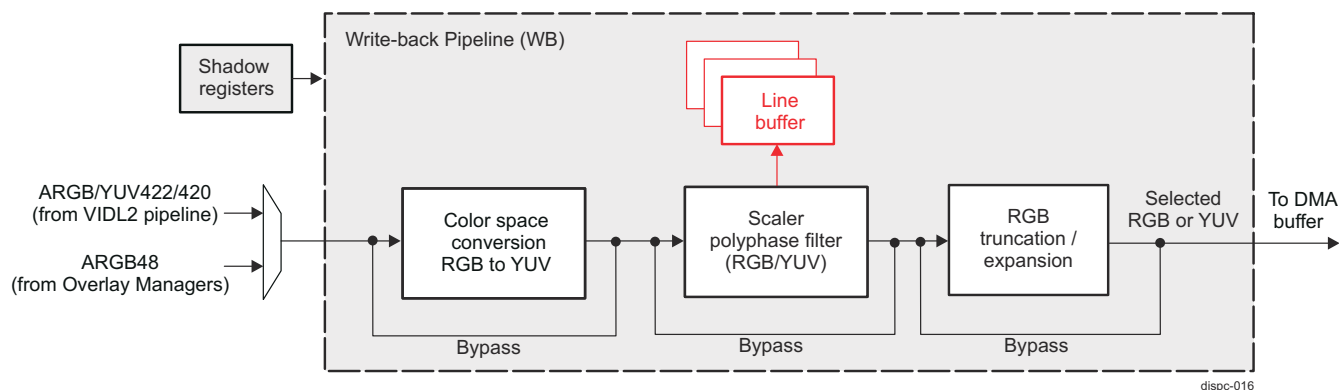 Write-back Pipeline (WB)
Shadow
registers
Line
buffer
ARGB/YUV422/420
(from VIDL2 pipeline)
ARGB48
(from Overlay Managers)
Color space
conversion
RGB to YUV
Scaler
polyphase filter
(RGB/YUV)
RGB
truncation /
expansion
Selected
RGB or YUV
To DMA
buffer
Bypass
Bypass
Bypass
dispc-016